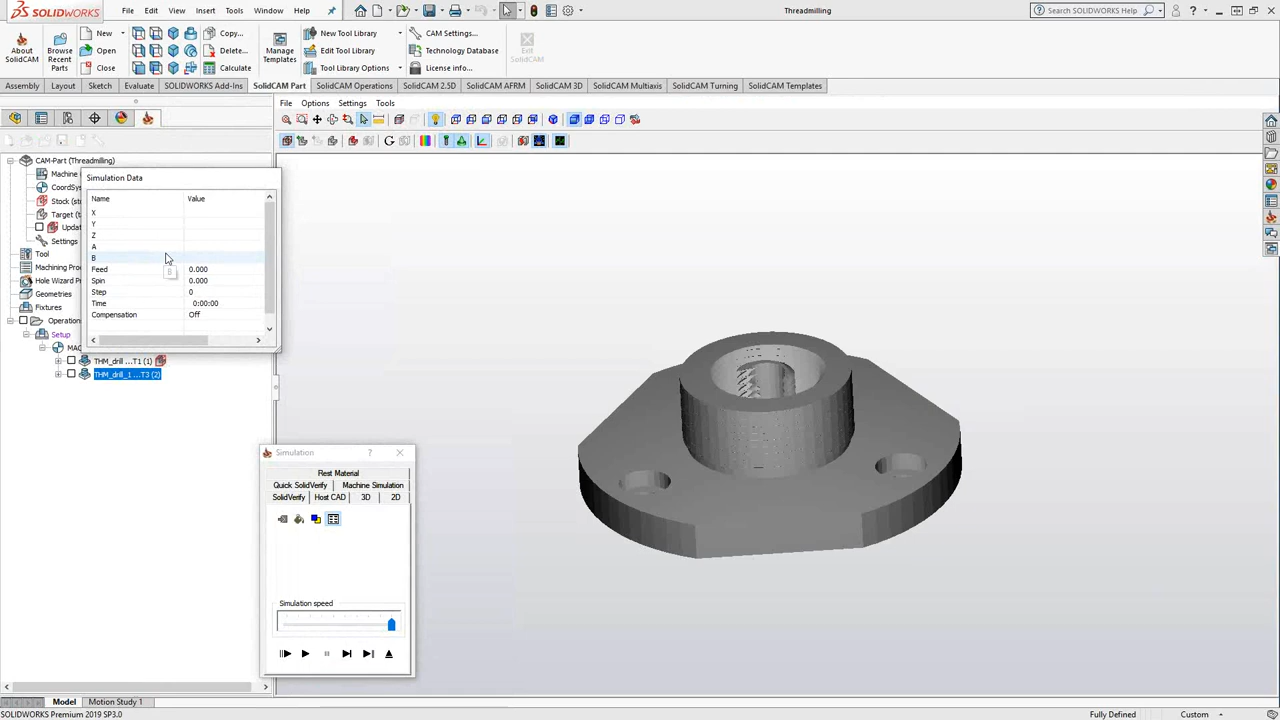 SOLIDWORKS
File Edit View Insert Tools Window Help
Threadmilling
Search SOLIDWORKS Help
About SolidCAM
Browse Recent Parts
New
Open
Close
Copy...
Delete...
Calculate
Manage Templates
New Tool Library
Edit Tool Library
Tool Library Options
CAM Settings...
Technology Database
License info...
Exit SolidCAM
Assembly Layout Sketch Evaluate SOLIDWORKS Add-Ins SolidCAM Part SolidCAM Operations SolidCAM 2.5D SolidCAM AFRM SolidCAM 3D SolidCAM Multiaxis SolidCAM Turning SolidCAM Templates
File Options Settings Tools
CAM-Part (Threadmilling)
Machine
CoordSys
Stock (st
Target (t
Updat
Settings
Tool
Machining Pro
Hole Wizard Pr
Geometries
Fixtures
Operation
Setup
MAC
THM_drill ...T1 (1)
THM_drill_1 ...T3 (2)
Simulation Data
Name Value
X
Y
Z
A
B
B
Feed 0.000
Spin 0.000
Step 0
Time 0:00:00
Compensation Off
Simulation ?
Rest Material
Quick SolidVerify Machine Simulation
SolidVerify Host CAD 3D 2D
Simulation speed
Model Motion Study 1
SOLIDWORKS Premium 2019 SP3.0
Fully Defined Custom